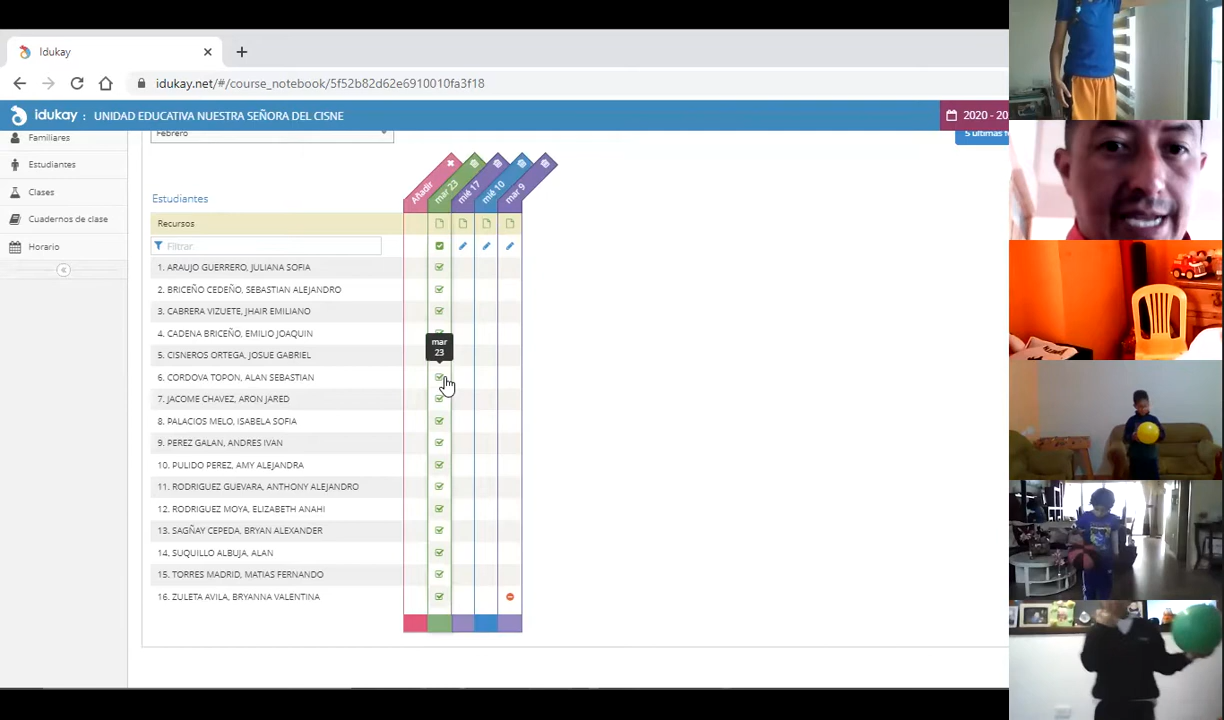 Idukay
idukay.net/#/course_notebook/5f52b82d62e6910010fa3f18
idukay : UNIDAD EDUCATIVA NUESTRA SEÑORA DEL CISNE
2020 - 20
Familiares
Estudiantes
Clases
Cuadernos de clase
Horario
Febrero
5 últimas
Añadir
mar 23
mié 17
mié 10
mar 9
Estudiantes
Recursos
Filtrar
1. ARAUJO GUERRERO, JULIANA SOFIA
2. BRICEÑO CEDEÑO, SEBASTIAN ALEJANDRO
3. CABRERA VIZUETE, JHAIR EMILIANO
4. CADENA BRICEÑO, EMILIO JOAQUIN
5. CISNEROS ORTEGA, JOSUE GABRIEL
6. CORDOVA TOPON, ALAN SEBASTIAN
7. JACOME CHAVEZ, ARON JARED
8. PALACIOS MELO, ISABELA SOFIA
9. PEREZ GALAN, ANDRES IVAN
10. PULIDO PEREZ, AMY ALEJANDRA
11. RODRIGUEZ GUEVARA, ANTHONY ALEJANDRO
12. RODRIGUEZ MOYA, ELIZABETH ANAHI
13. SAGÑAY CEPEDA, BRYAN ALEXANDER
14. SUQUILLO ALBUJA, ALAN
15. TORRES MADRID, MATIAS FERNANDO
16. ZULETA AVILA, BRYANNA VALENTINA
mar
23